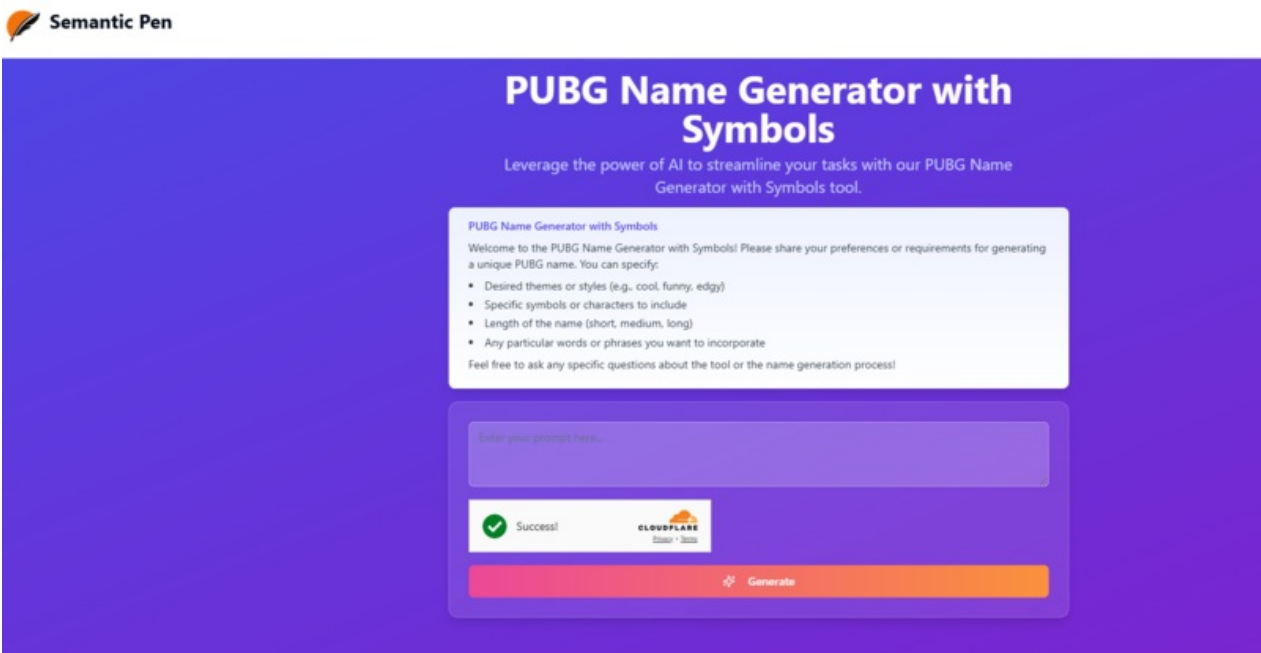 Semantic Pen
PUBG Name Generator with
Symbols
Leverage the power of AI to streamline your tasks with our PUBG Name
Generator with Symbols tool.
PUBG Name Generator with Symbols
Welcome to the PUBG Name Generator with Symbols! Please share your preferences or requirements for generating
a unique PUBG name. You can specify:
• Desired themes or styles (e.g., cool, funny, edgy)
• Specific symbols or characters to include
• Length of the name (short, medium, long)
• Any particular words or phrases you want to incorporate
Feel free to ask any specific questions about the tool or the name generation process!
Enter your prompt here...
Success!
CLOUDFLARE
Privacy • Terms
Generate